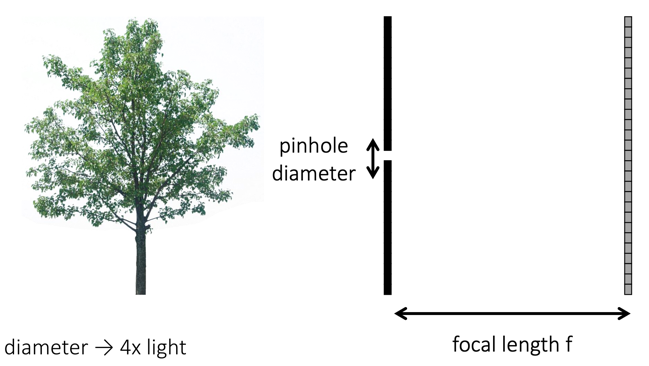 pinhole
diameter
diameter → 4x light
focal length f